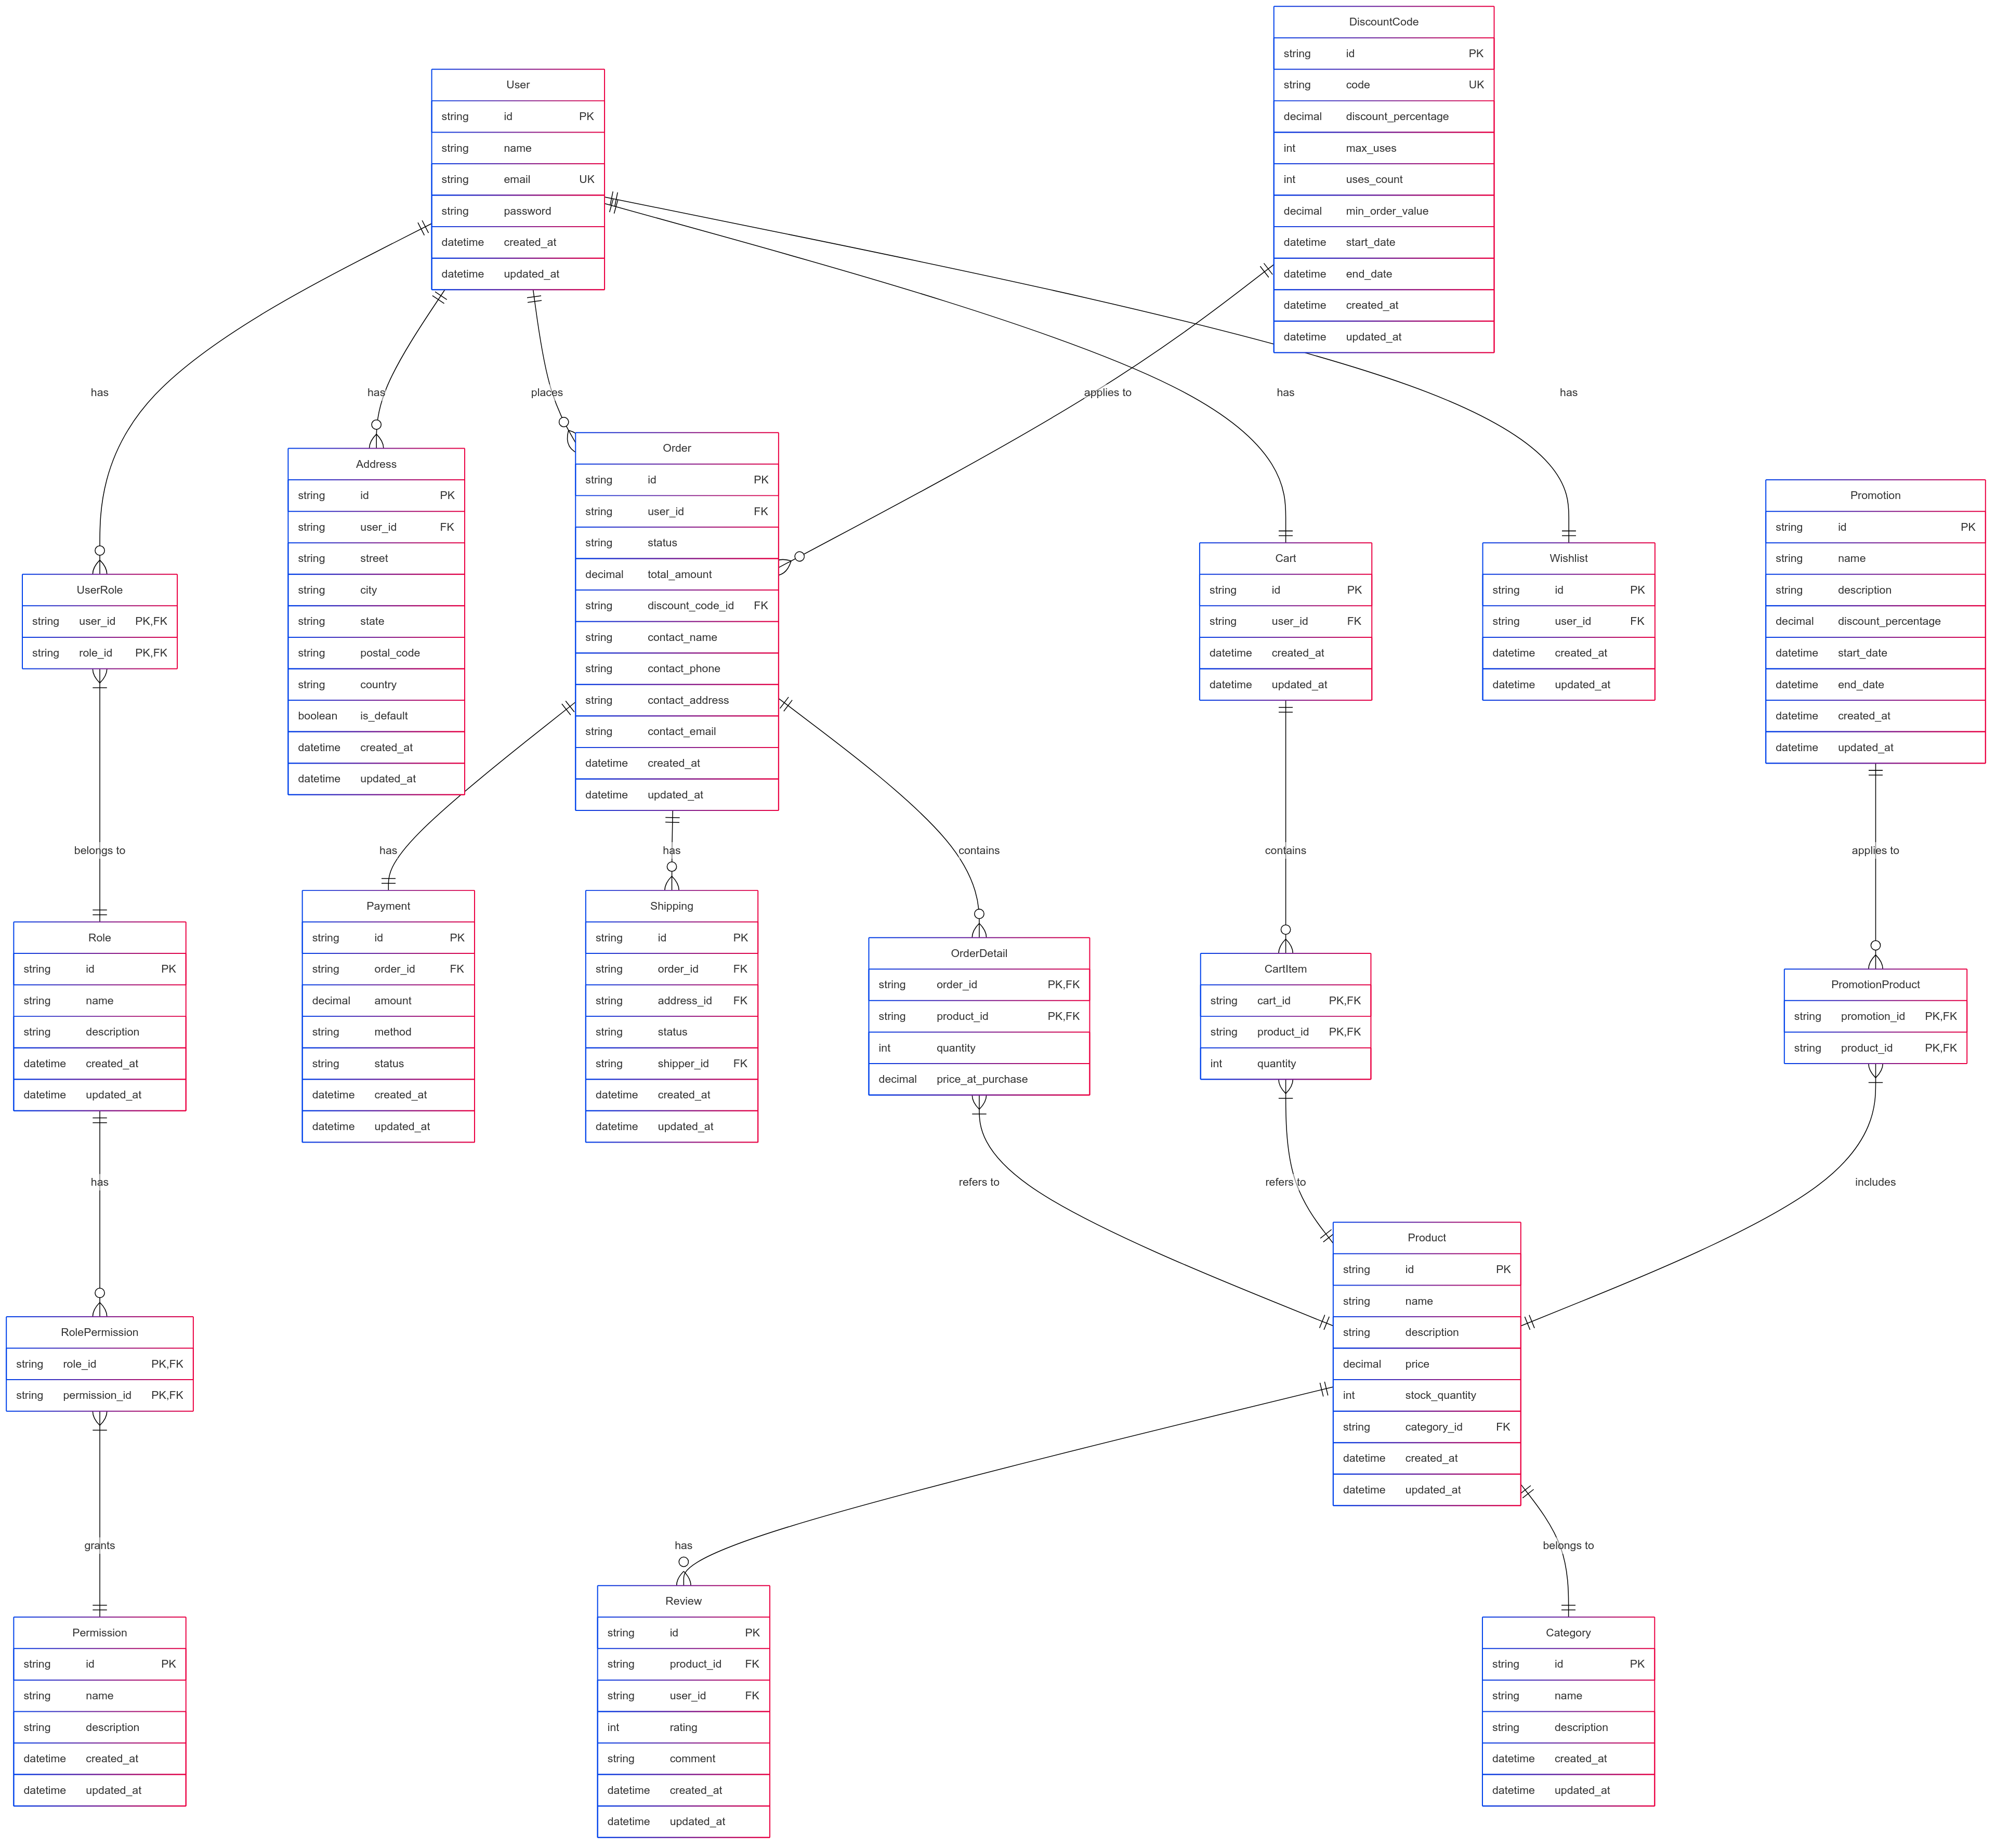 DiscountCode
string id PK
string code UK
decimal discount_percentage
int max_uses
int uses_count
decimal min_order_value
datetime start_date
datetime end_date
datetime created_at
datetime updated_at
User
string id PK
string name
string email UK
string password
datetime created_at
datetime updated_at
has
has
places
applies to
has
has
Address
string id PK
string user_id FK
string street
string city
string state
string postal_code
string country
boolean is_default
datetime created_at
datetime updated_at
Order
string id PK
string user_id FK
string status
decimal total_amount
string discount_code_id FK
string contact_name
string contact_phone
string contact_address
string contact_email
datetime created_at
datetime updated_at
Promotion
string id PK
string name
string description
decimal discount_percentage
datetime start_date
datetime end_date
datetime created_at
datetime updated_at
Cart
string id PK
string user_id FK
datetime created_at
datetime updated_at
Wishlist
string id PK
string user_id FK
datetime created_at
datetime updated_at
UserRole
string user_id PK,FK
string role_id PK,FK
belongs to
has
has
contains
contains
applies to
Role
string id PK
string name
string description
datetime created_at
datetime updated_at
Payment
string id PK
string order_id FK
decimal amount
string method
string status
datetime created_at
datetime updated_at
Shipping
string id PK
string order_id FK
string address_id FK
string status
string shipper_id FK
datetime created_at
datetime updated_at
OrderDetail
string order_id PK,FK
string product_id PK,FK
int quantity
decimal price_at_purchase
CartItem
string cart_id PK,FK
string product_id PK,FK
int quantity
PromotionProduct
string promotion_id PK,FK
string product_id PK,FK
has
refers to
refers to
includes
Product
string id PK
string name
string description
decimal price
int stock_quantity
string category_id FK
datetime created_at
datetime updated_at
RolePermission
string role_id PK,FK
string permission_id PK,FK
grants
has
belongs to
Permission
string id PK
string name
string description
datetime created_at
datetime updated_at
Review
string id PK
string product_id FK
string user_id FK
int rating
string comment
datetime created_at
datetime updated_at
Category
string id PK
string name
string description
datetime created_at
datetime updated_at